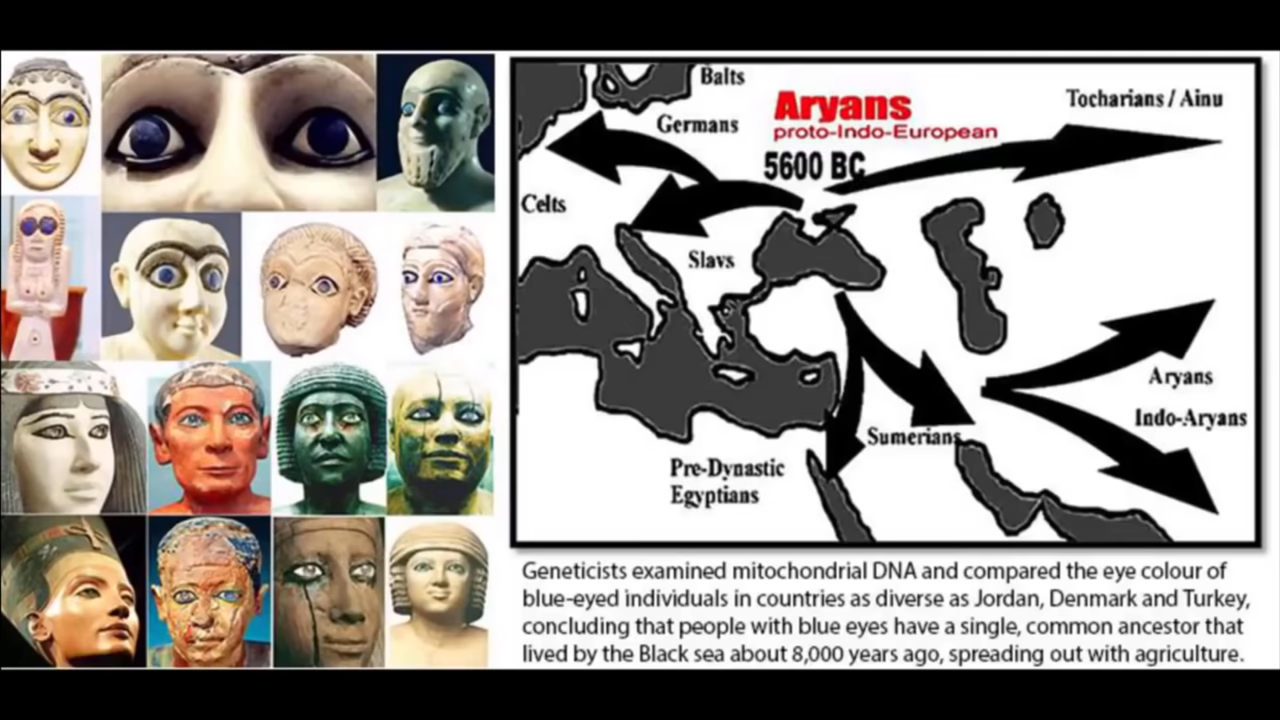 Balts
Aryans
Tocharians / Ainu
Germans
proto-Indo-European
5600 BC
Celts
Slavs
Aryans
Indo-Aryans
Sumerians
Pre-Dynastic
Egyptians
Geneticists examined mitochondrial DNA and compared the eye colour of
blue-eyed individuals in countries as diverse as Jordan, Denmark and Turkey,
concluding that people with blue eyes have a single, common ancestor that
lived by the Black sea about 8,000 years ago, spreading out with agriculture.